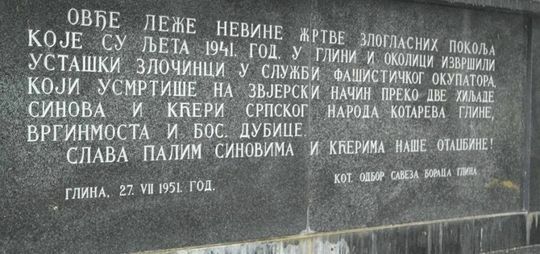 ОВЂЕ ЛЕЖЕ НЕВИНЕ ЖРТВЕ ЗЛОГЛАСНИХ ПОКОЉА
КОЈЕ СУ ЉЕТА 1941. ГОД. У ГЛИНИ И ОКОЛИЦИ ИЗВРШИЛИ
УСТАШКИ ЗЛОЧИНЦИ У СЛУЖБИ ФАШИСТИЧКОГ ОКУПАТОРА,
КОЈИ УСМРТИШЕ НА ЗВЈЕРСКИ НАЧИН ПРЕКО ДВЕ ХИЉАДЕ
СИНОВА И КЋЕРИ СРПСКОГ НАРОДА КОТАРЕВА ГЛИНЕ,
ВРГИНМОСТА И БОС. ДУБИЦЕ.
СЛАВА ПАЛИМ СИНОВИМА И КЋЕРИМА НАШЕ ОТАЏБИНЕ!
ГЛИНА, 27. VII 1951. ГОД.
КОТ. ОДБОР САВЕЗА БОРАЦА ГЛИНА